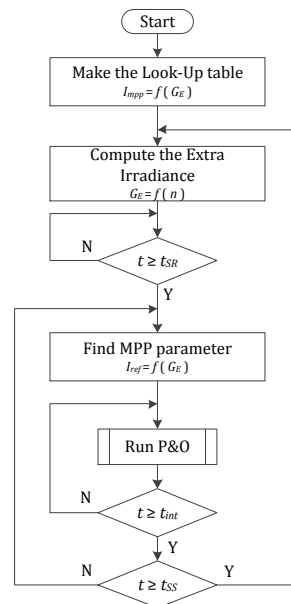 Start
Make the Look-Up table
Impp = f ( GE )
Compute the Extra
Irradiance
GE = f ( n )
N
t ≥ tSR
Y
Find MPP parameter
Iref = f ( GE )
Run P&O
N
t ≥ tint
Y
N
Y
t ≥ tSS